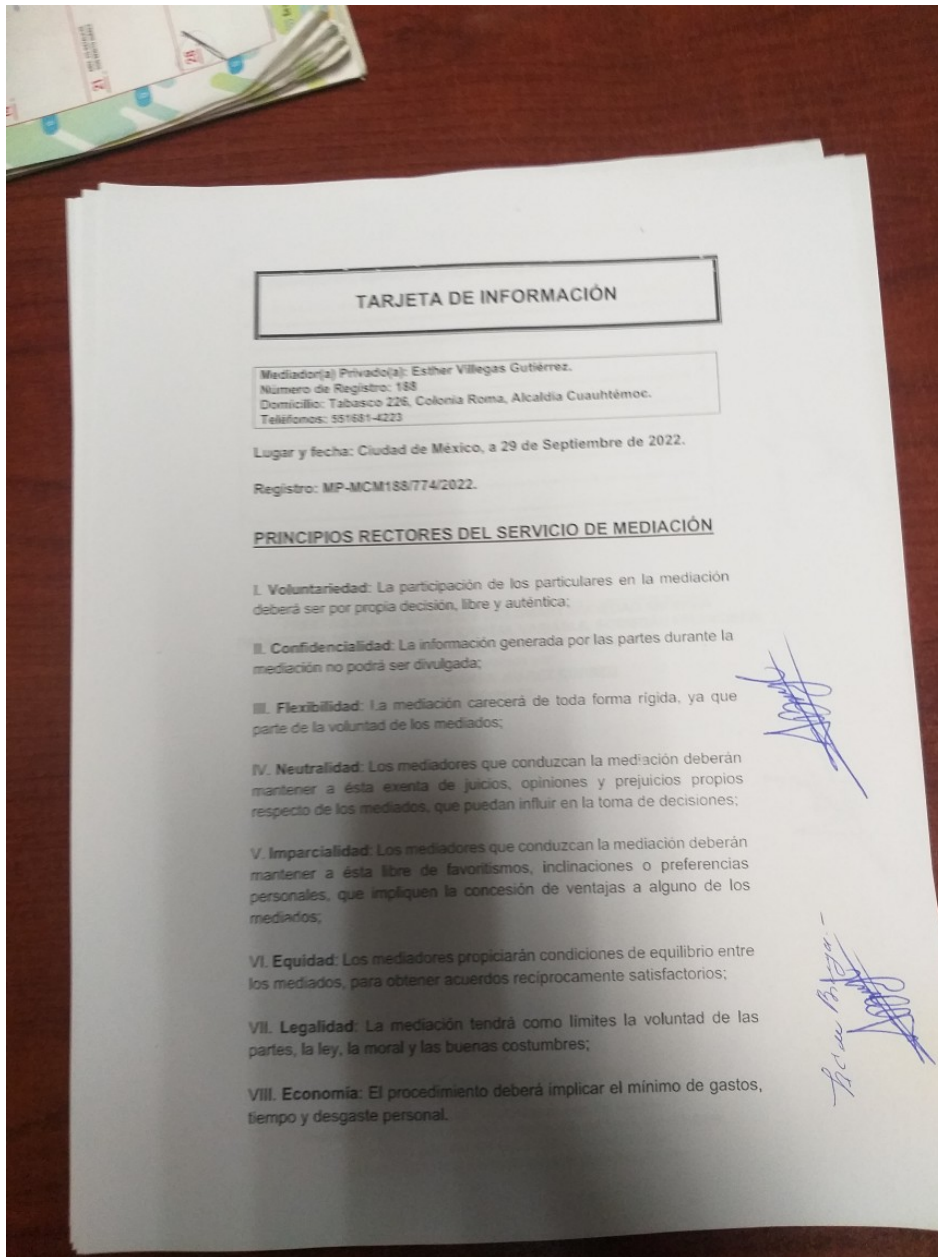 21
28
TARJETA DE INFORMACIÓN
Mediador(a) Privado(a): Esther Villegas Gutiérrez.
Número de Registro: 188
Domicilio: Tabasco 226, Colonia Roma, Alcaldía Cuauhtémoc.
Teléfonos: 551681-4223
Lugar y fecha: Ciudad de México, a 29 de Septiembre de 2022.
Registro: MP-MCM188/774/2022.
PRINCIPIOS RECTORES DEL SERVICIO DE MEDIACIÓN
I. Voluntariedad: La participación de los particulares en la mediación
deberá ser por propia decisión, libre y auténtica;
II. Confidencialidad: La información generada por las partes durante la
mediación no podrá ser divulgada;
III. Flexibilidad: La mediación carecerá de toda forma rígida, ya que
parte de la voluntad de los mediados;
IV. Neutralidad: Los mediadores que conduzcan la mediación deberán
mantener a ésta exenta de juicios, opiniones y prejuicios propios
respecto de los mediados, que puedan influir en la toma de decisiones;
V. Imparcialidad: Los mediadores que conduzcan la mediación deberán
mantener a ésta libre de favoritismos, inclinaciones o preferencias
personales, que impliquen la concesión de ventajas a alguno de los
mediados;
VI. Equidad: Los mediadores propiciarán condiciones de equilibrio entre
los mediados, para obtener acuerdos recíprocamente satisfactorios;
VII. Legalidad: La mediación tendrá como límites la voluntad de las
partes, la ley, la moral y las buenas costumbres;
VIII. Economía: El procedimiento deberá implicar el mínimo de gastos,
tiempo y desgaste personal.